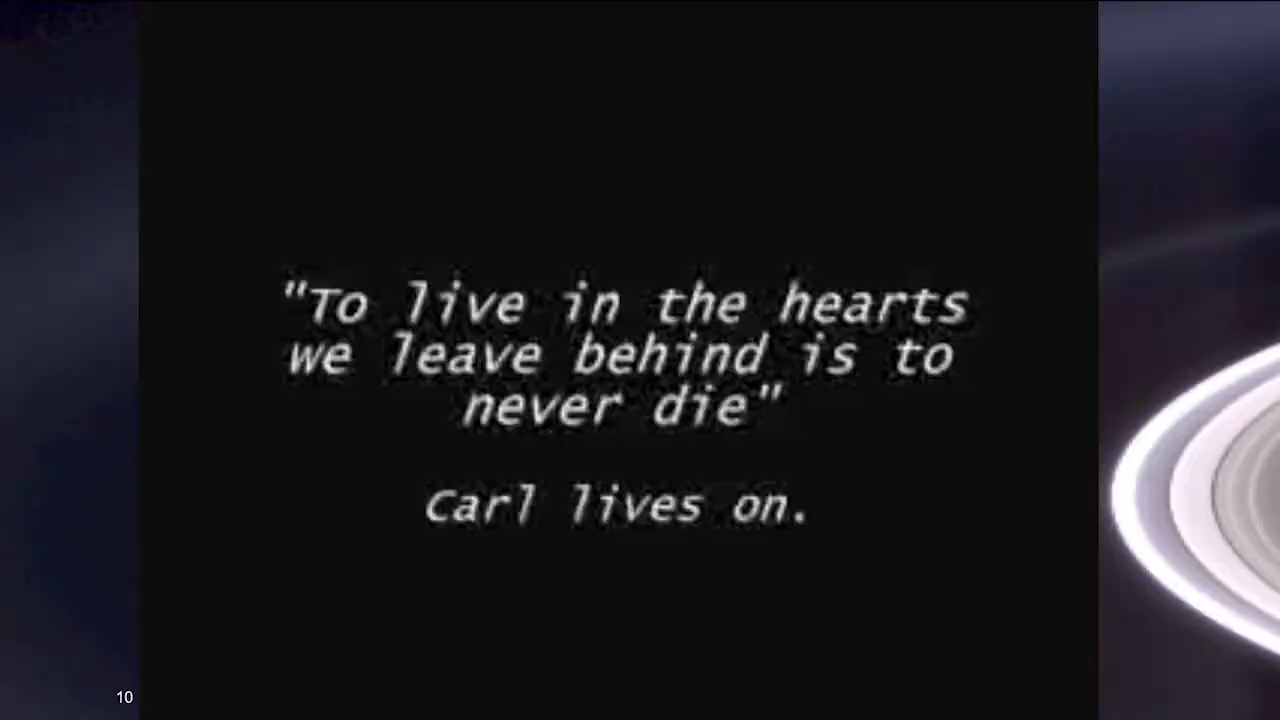 "To live in the hearts
we leave behind is to
never die"
Carl lives on.
10